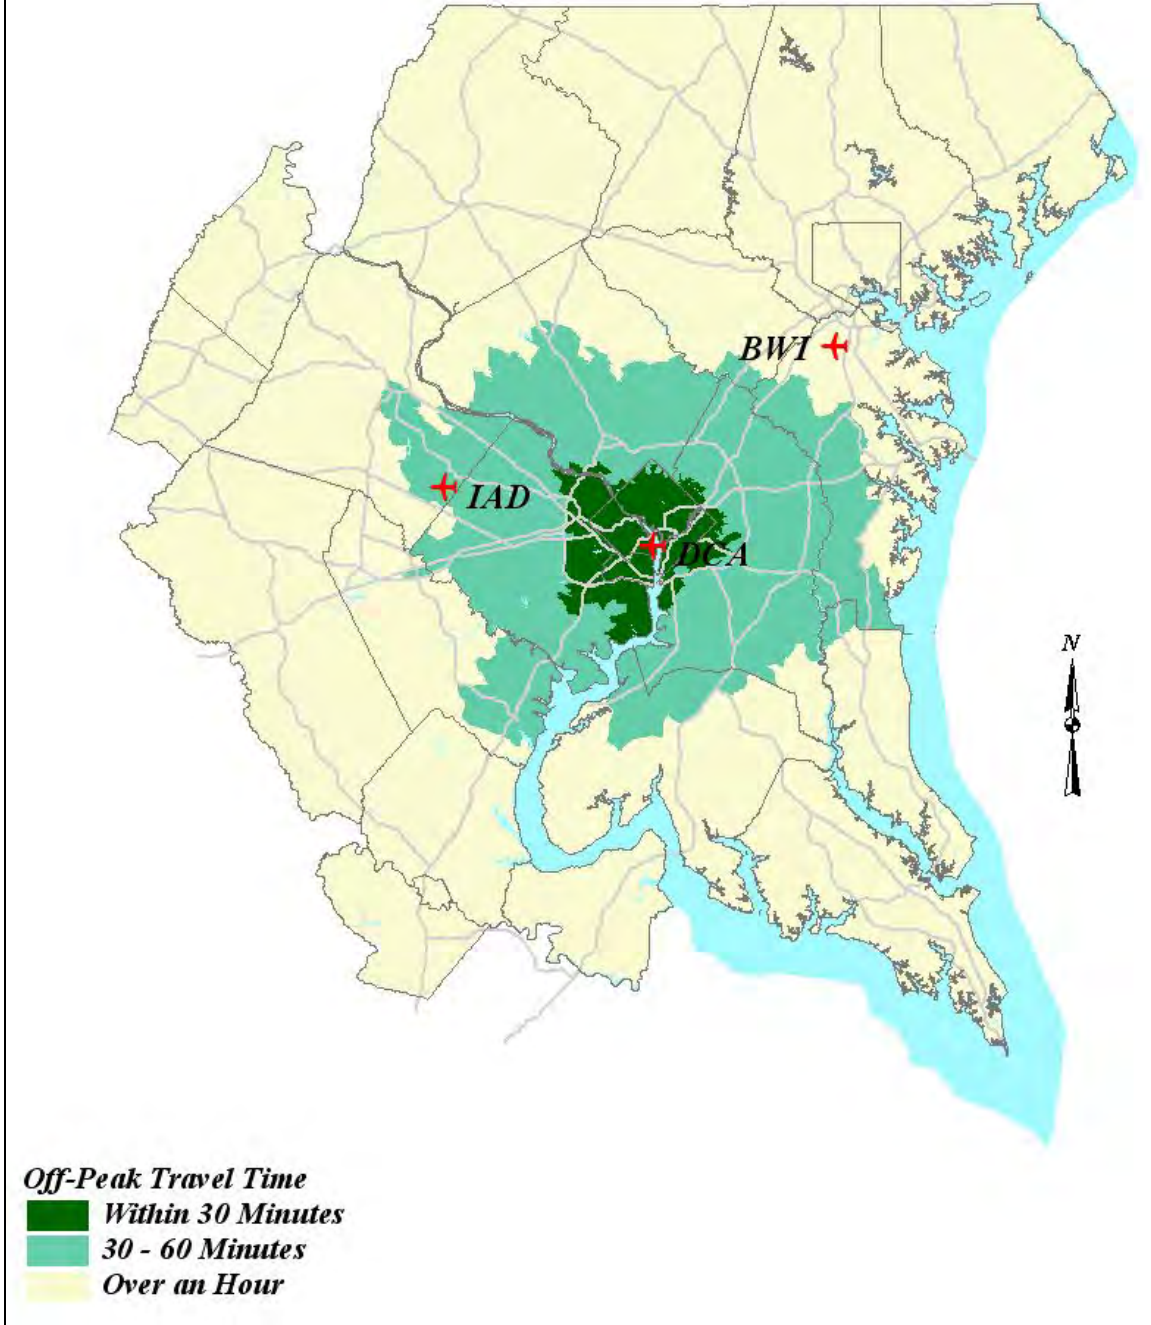 BWI
IAD
DCA
N
Off-Peak Travel Time
Within 30 Minutes
30 - 60 Minutes
Over an Hour